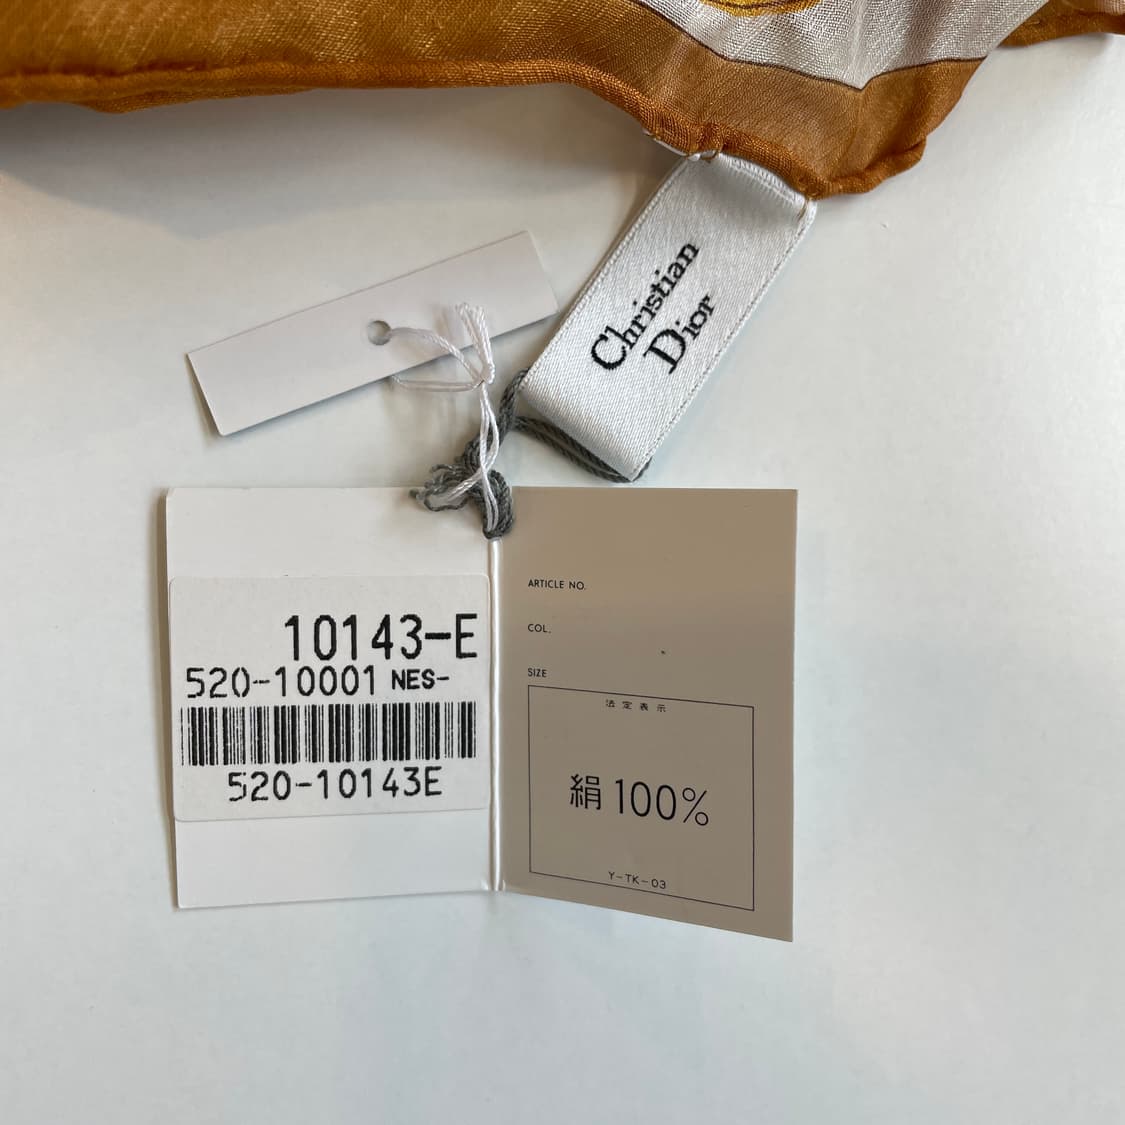 Christian
Dior
10143-E
520-10001 NES-
520-10143E
ARTICLE NO.
COL.
SIZE
法定表示
絹 100%
Y-TK-03